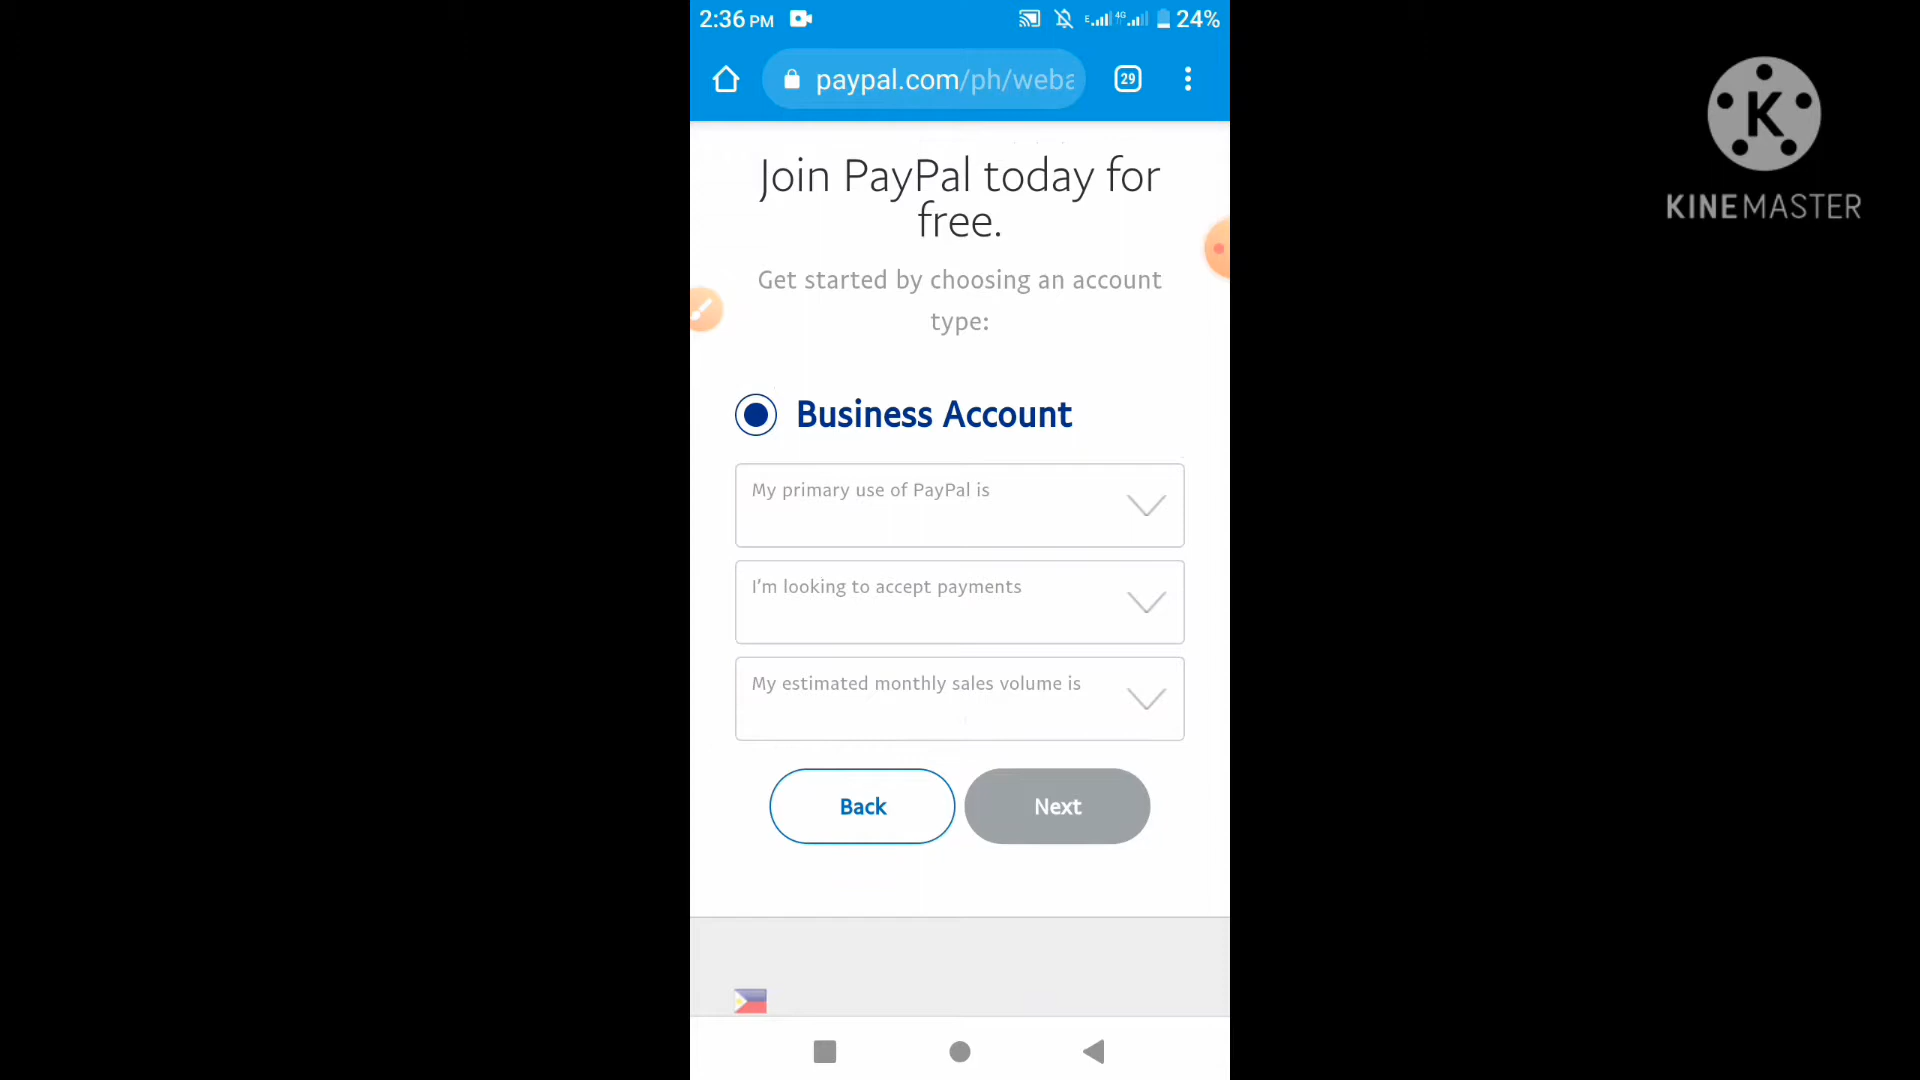 2:36 PM
E 4G 24%
paypal.com/ph/weba
29
K
KINEMASTER
Join PayPal today for
free.
Get started by choosing an account
type:
Business Account
My primary use of PayPal is
I'm looking to accept payments
My estimated monthly sales volume is
Back Next